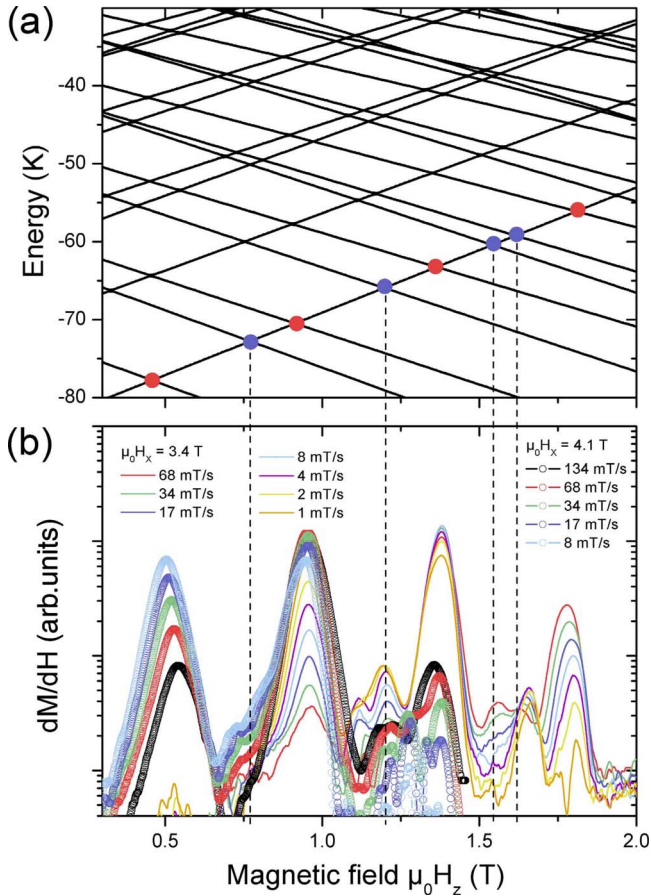 (a)
Energy (K)
-40
-50
-60
-70
-80
(b)
dM/dH (arb.units)
μ₀Hₓ = 3.4 T
68 mT/s
34 mT/s
17 mT/s
8 mT/s
4 mT/s
2 mT/s
1 mT/s
μ₀Hₓ = 4.1 T
134 mT/s
68 mT/s
34 mT/s
17 mT/s
8 mT/s
0.5 1.0 1.5 2.0
Magnetic field μ₀H_z (T)